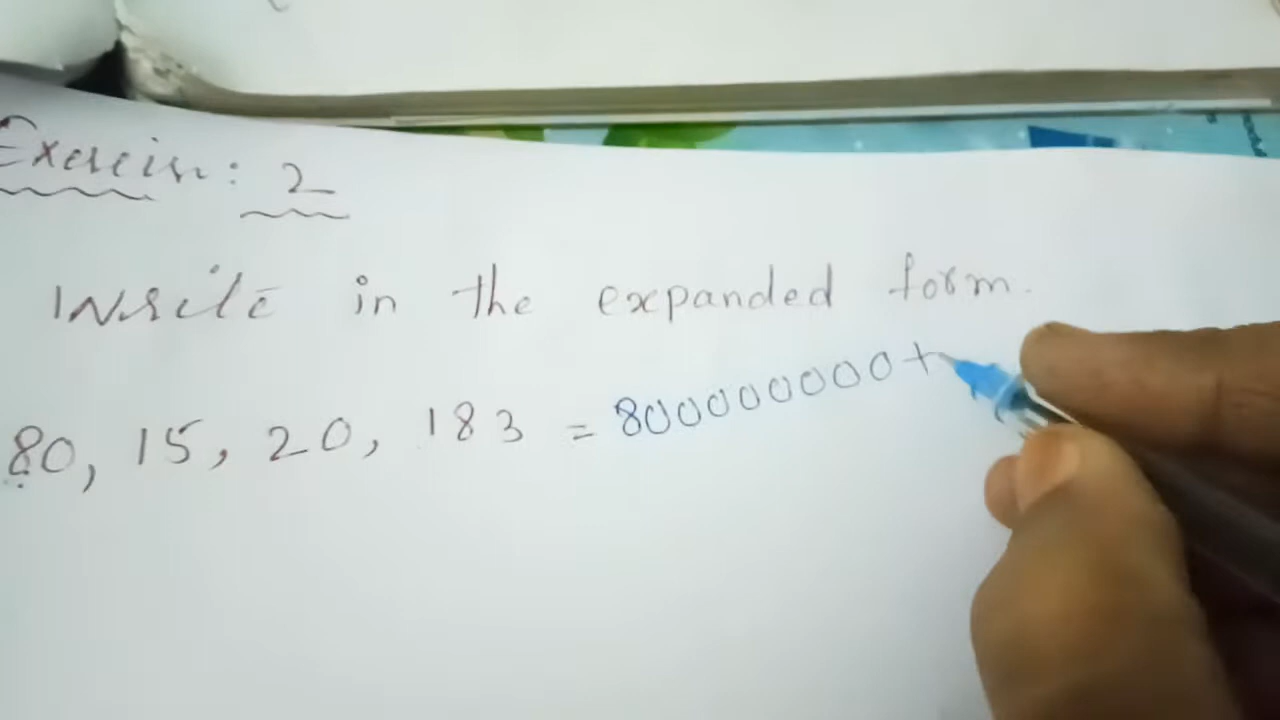 Exercise: 2
Write in the expanded form.
80, 15, 20, 183 = 800000000+